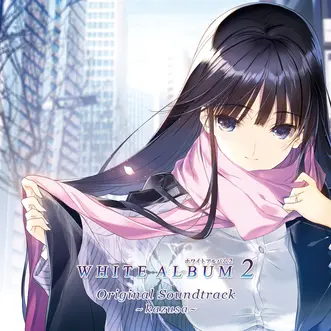 ホワイトアルバム2
WHITE ALBUM 2
Original Soundtrack
~kazusa~